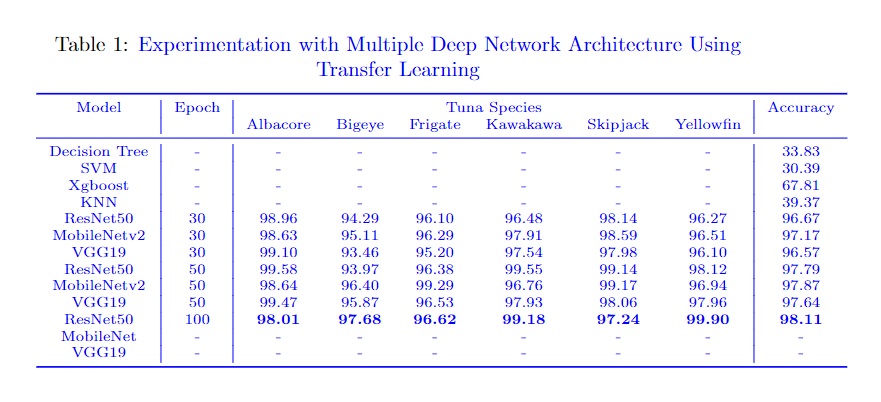 Table 1: Experimentation with Multiple Deep Network Architecture Using
Transfer Learning
Model Epoch Tuna Species Accuracy
Albacore Bigeye Frigate Kawakawa Skipjack Yellowfin
Decision Tree - - - - - - - 33.83
SVM - - - - - - - 30.39
Xgboost - - - - - - - 67.81
KNN - - - - - - - 39.37
ResNet50 30 98.96 94.29 96.10 96.48 98.14 96.27 96.67
MobileNetv2 30 98.63 95.11 96.29 97.91 98.59 96.51 97.17
VGG19 30 99.10 93.46 95.20 97.54 97.98 96.10 96.57
ResNet50 50 99.58 93.97 96.38 99.55 99.14 98.12 97.79
MobileNetv2 50 98.64 96.40 99.29 96.76 99.17 96.94 97.87
VGG19 50 99.47 95.87 96.53 97.93 98.06 97.96 97.64
ResNet50 100 98.01 97.68 96.62 99.18 97.24 99.90 98.11
MobileNet - - - - - - - -
VGG19 - - - - - - - -